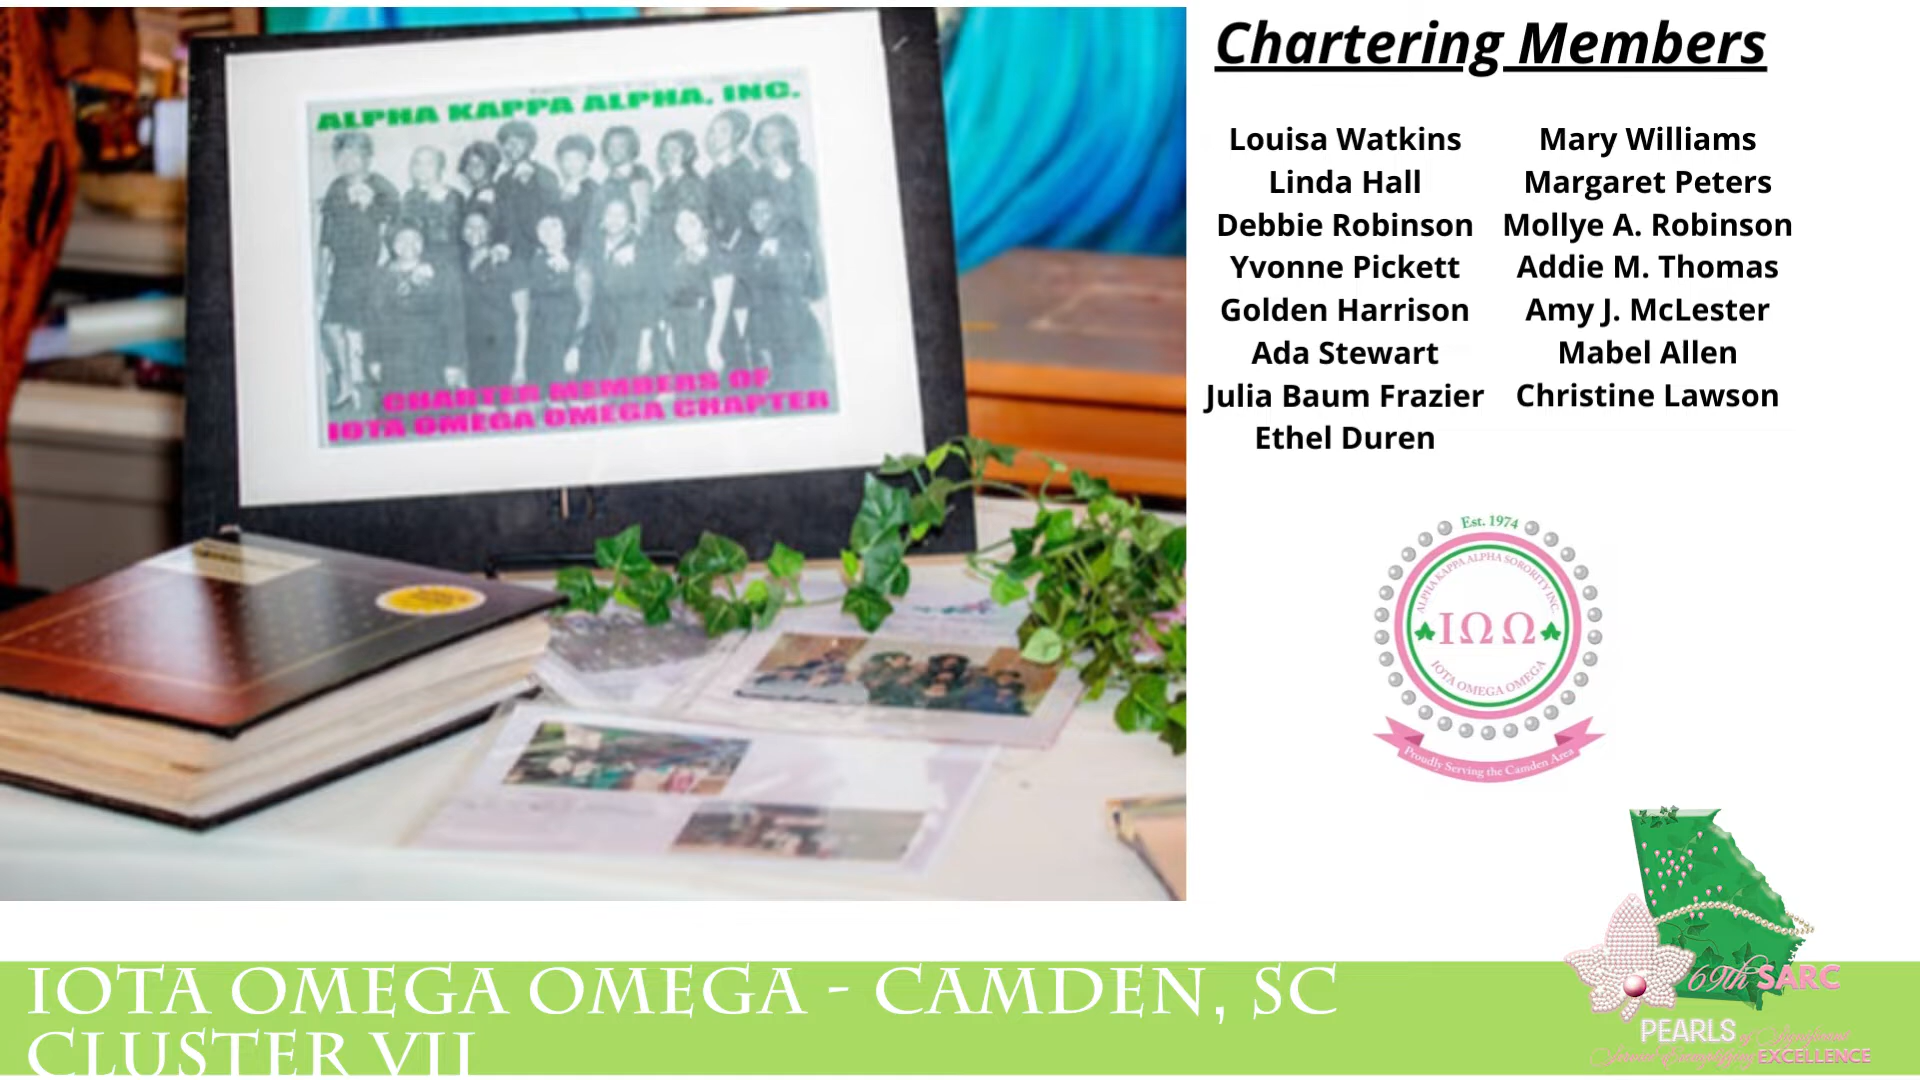 ALPHA KAPPA ALPHA, INC.
CHARTER MEMBERS OF
IOTA OMEGA OMEGA CHAPTER
Chartering Members
Louisa Watkins
Linda Hall
Debbie Robinson
Yvonne Pickett
Golden Harrison
Ada Stewart
Julia Baum Frazier
Ethel Duren
Mary Williams
Margaret Peters
Mollye A. Robinson
Addie M. Thomas
Amy J. McLester
Mabel Allen
Christine Lawson
Est. 1974
ALPHA KAPPA ALPHA SORORITY INC.
ΙΩΩ
IOTA OMEGA OMEGA
Proudly Serving the Camden Area
69th SARC
PEARLS of
EXCELLENCE
IOTA OMEGA OMEGA - CAMDEN, SC
CLUSTER VII